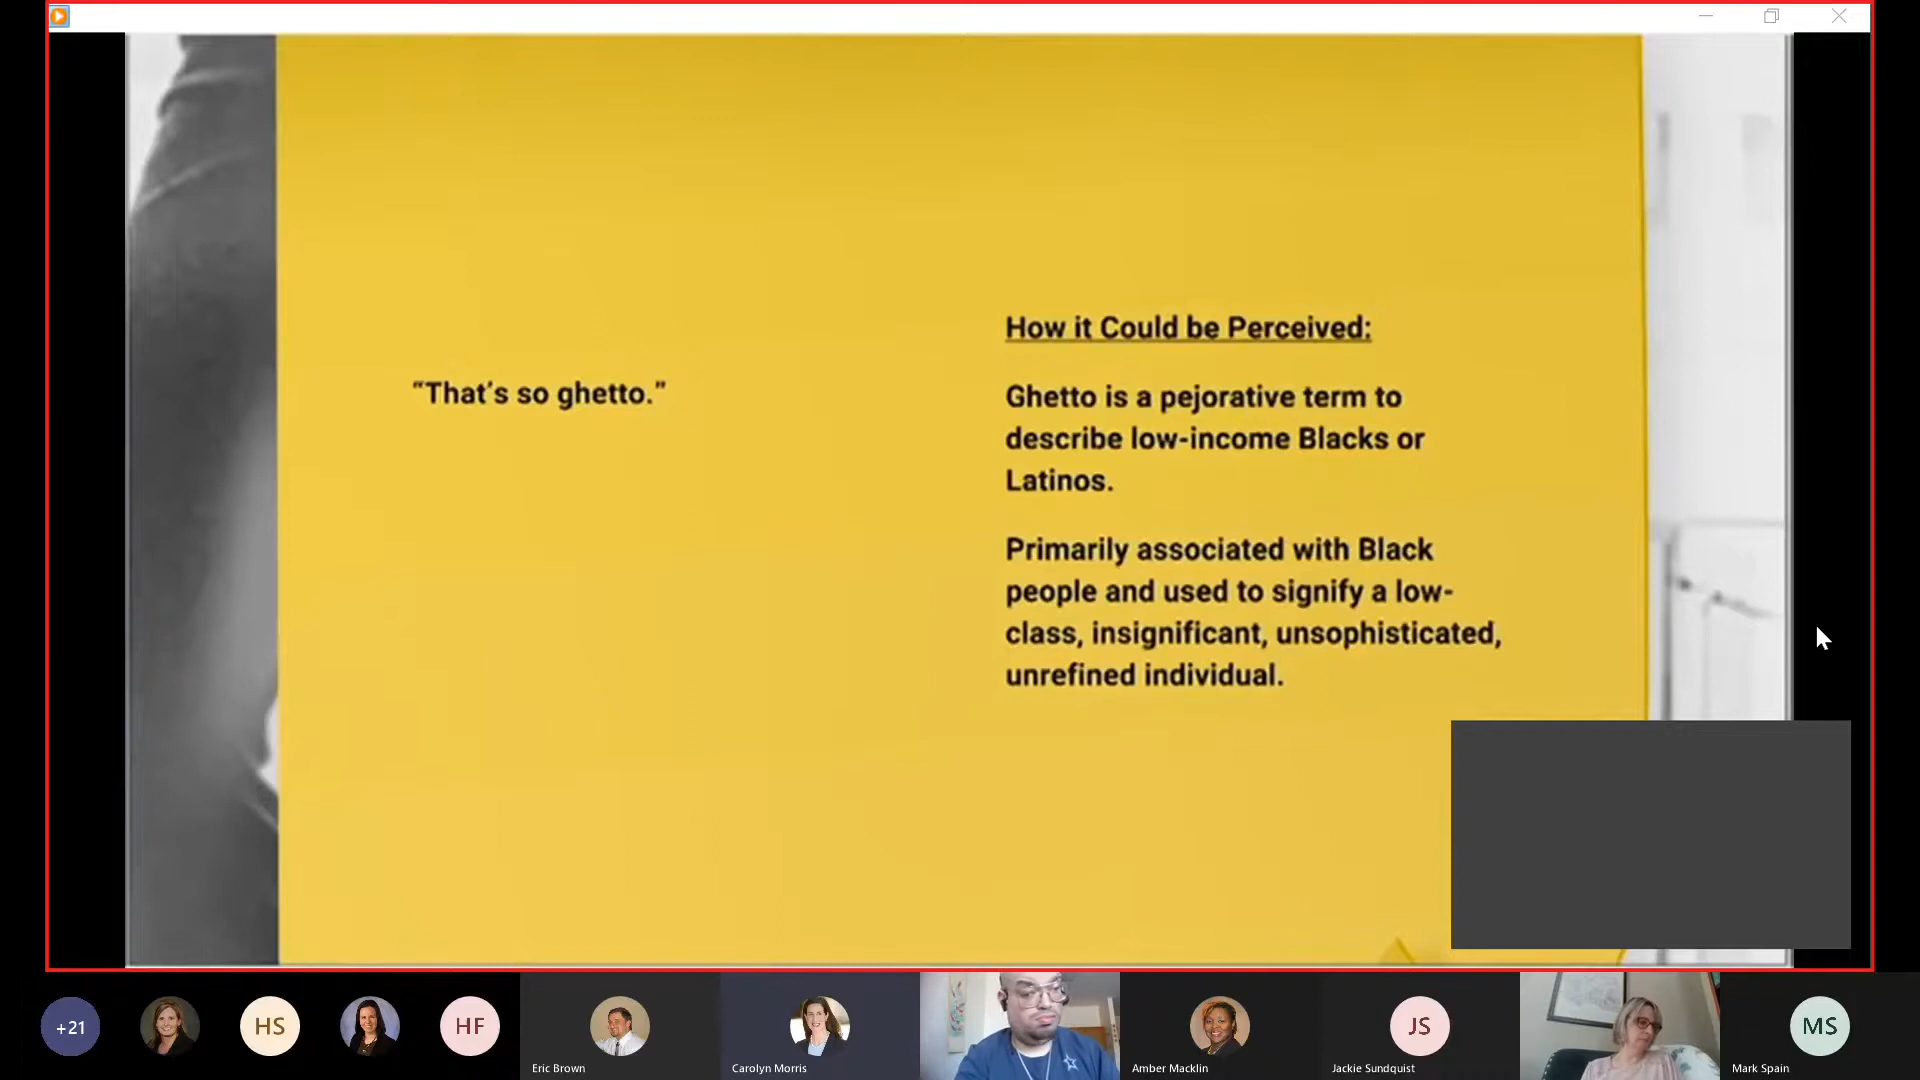 “That’s so ghetto.”
How it Could be Perceived:
Ghetto is a pejorative term to
describe low-income Blacks or
Latinos.
Primarily associated with Black
people and used to signify a low-
class, insignificant, unsophisticated,
unrefined individual.
+21
HS
HF
Eric Brown
Carolyn Morris
Amber Macklin
JS
Jackie Sundquist
MS
Mark Spain